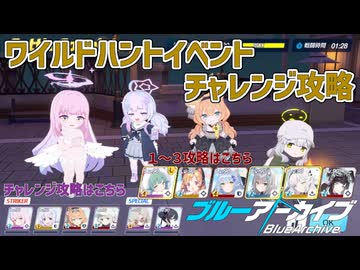 ワイルドハントイベント
チャレンジ攻略
戦闘時間 01:28
１～３攻略はこちら
チャレンジ攻略はこちら
STRIKER
SPECIAL
ブルーアーカイブ
BlueArchive
OK